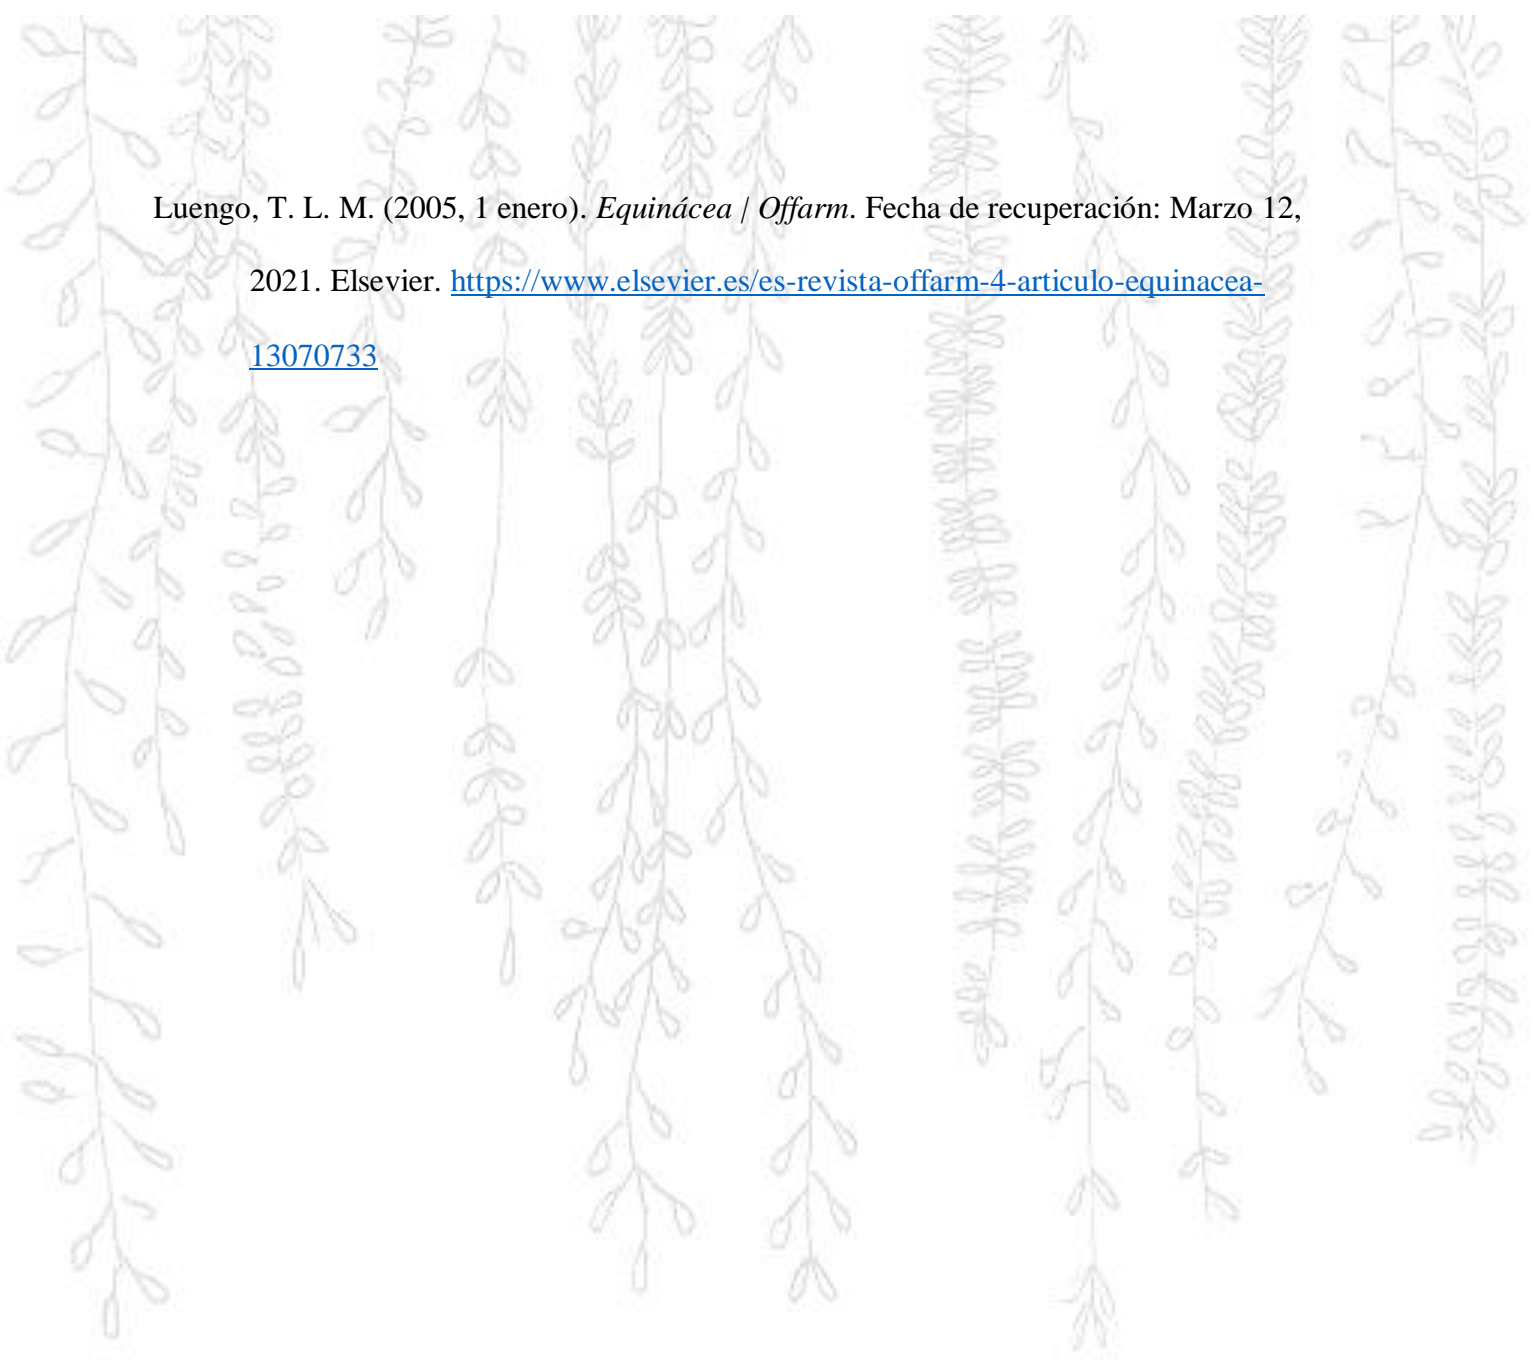 Luengo, T. L. M. (2005, 1 enero). Equinácea | Offarm. Fecha de recuperación: Marzo 12,
2021. Elsevier. https://www.elsevier.es/es-revista-offarm-4-articulo-equinacea-
13070733